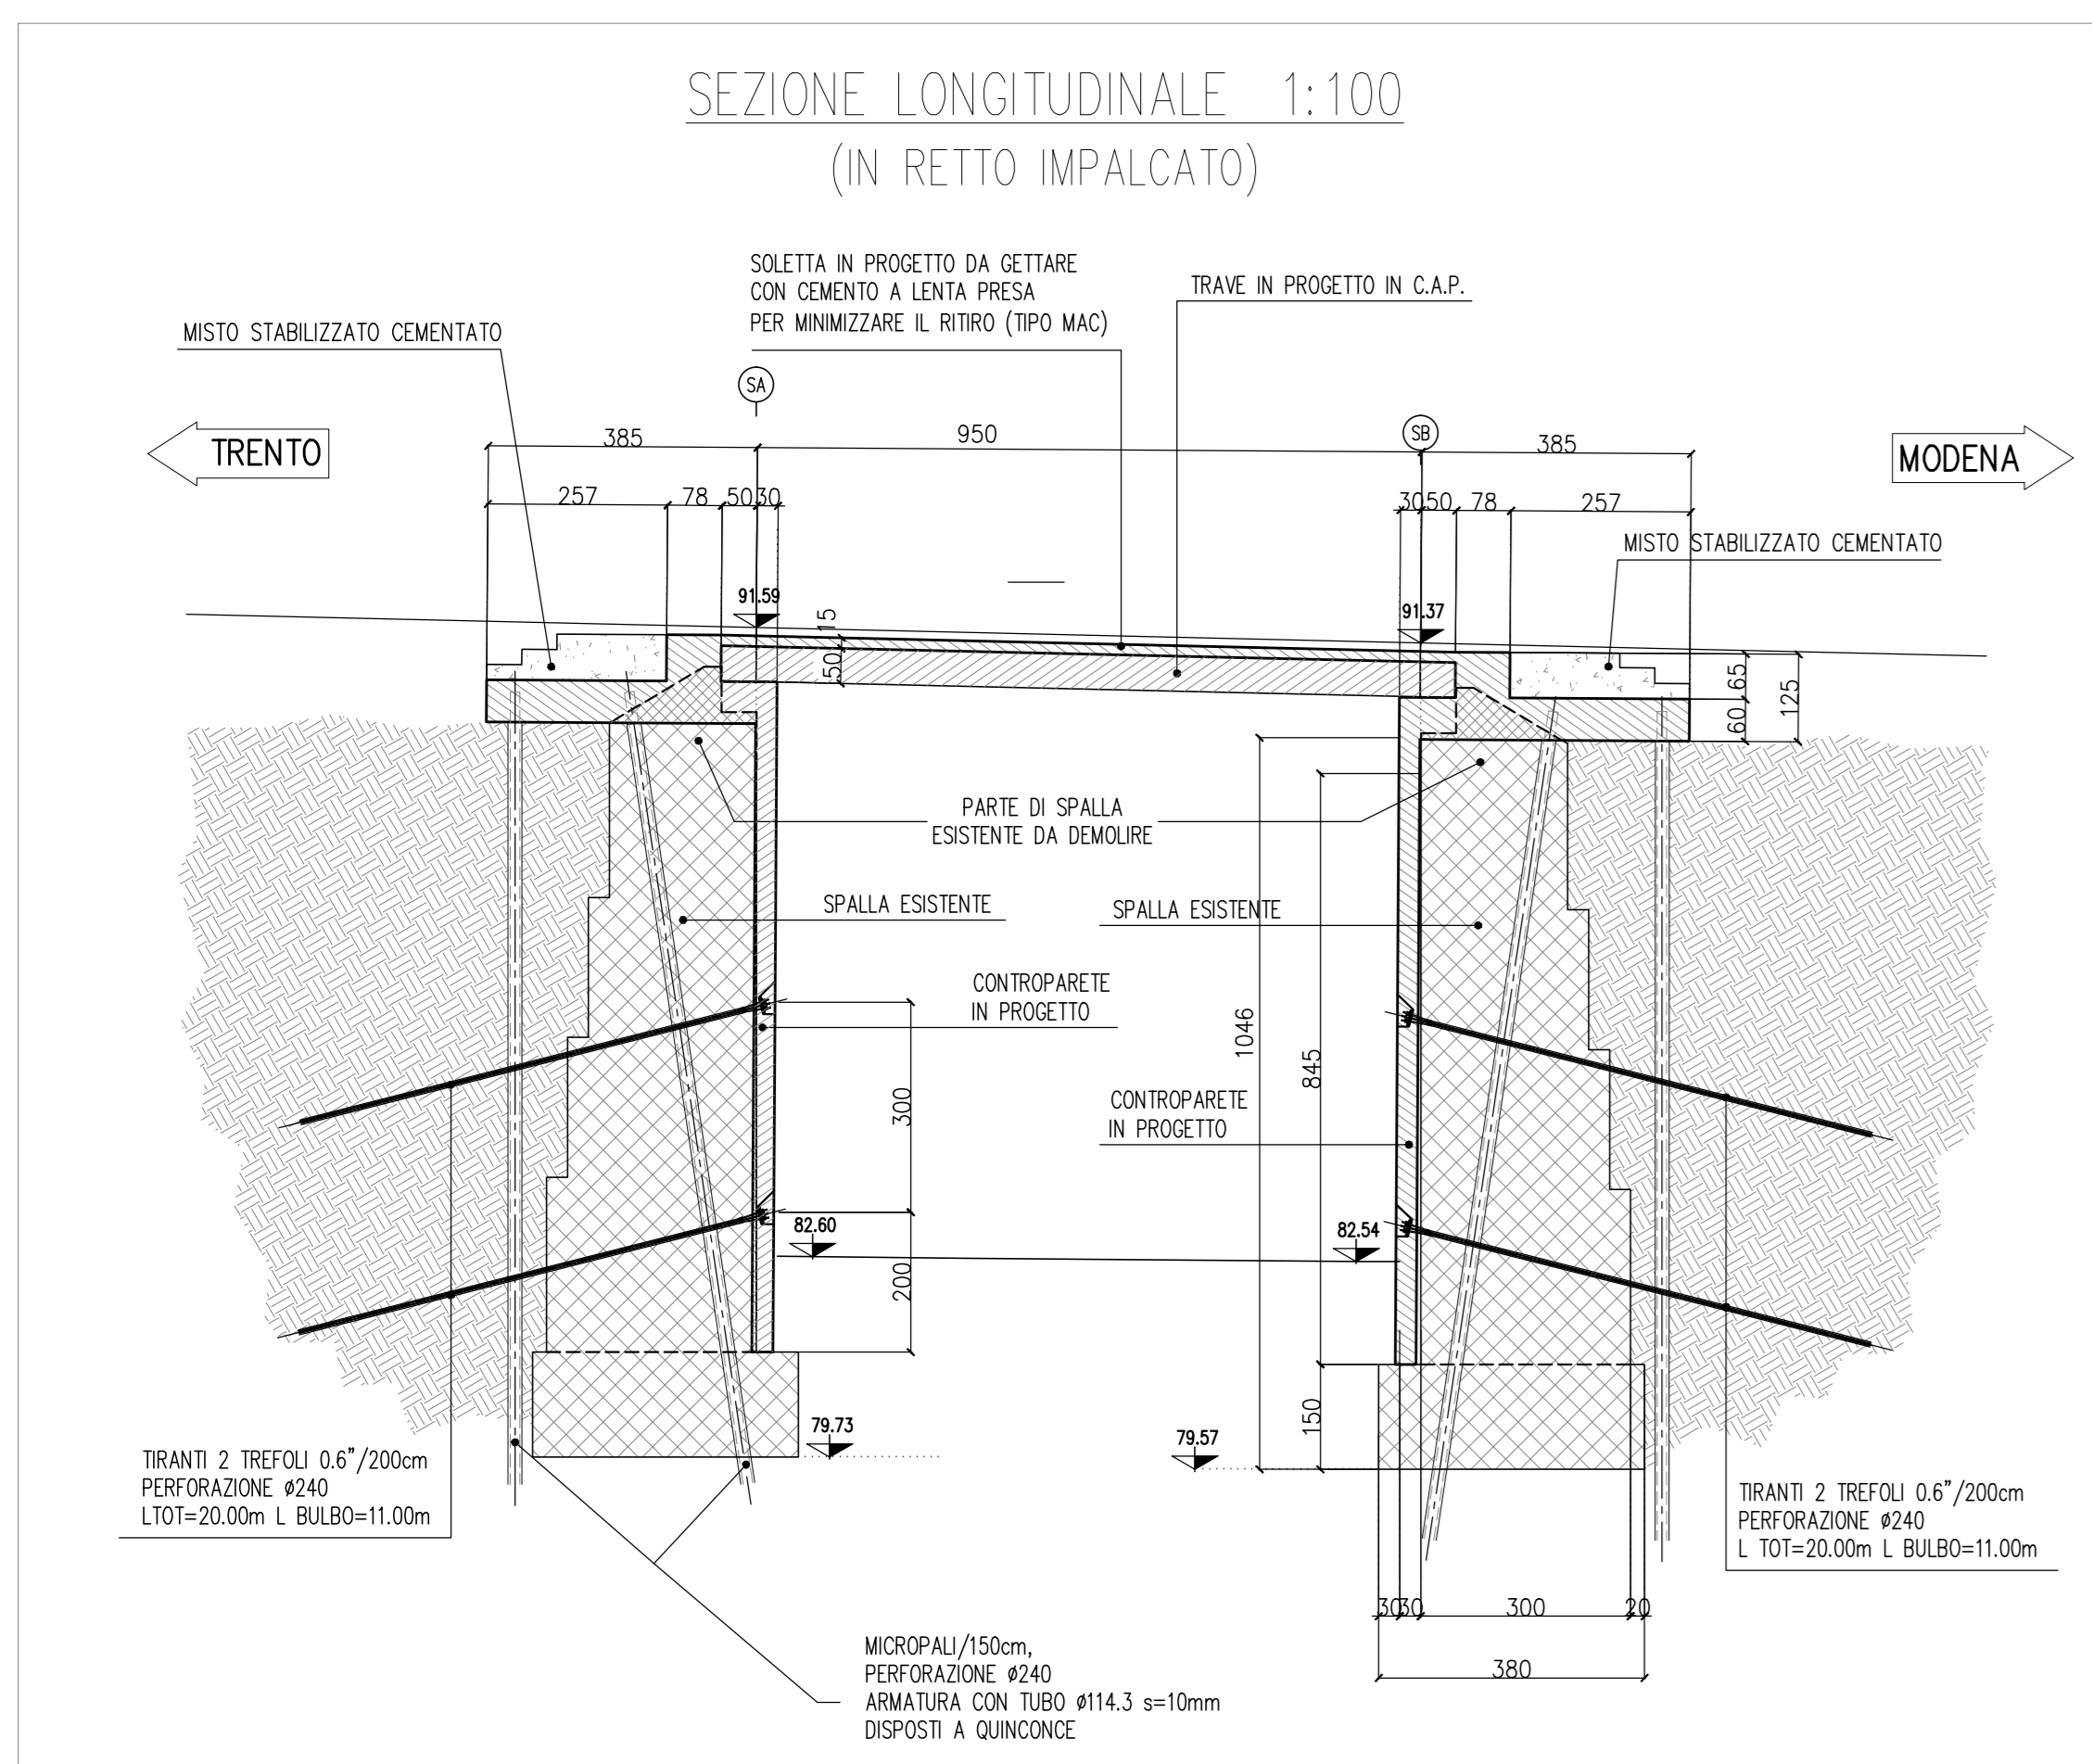 SEZIONE LONGITUDINALE 1:100
(IN RETTO IMPALCATO)
SOLETTA IN PROGETTO DA GETTARE
CON CEMENTO A LENTA PRESA
PER MINIMIZZARE IL RITIRO (TIPO MAC)
TRAVE IN PROGETTO IN C.A.P.
MISTO STABILIZZATO CEMENTATO
SA
SB
TRENTO
MODENA
385
950
385
257
78
50
30
30
50
78
257
MISTO STABILIZZATO CEMENTATO
91.59
15
50
91.37
65
60
125
PARTE DI SPALLA
ESISTENTE DA DEMOLIRE
SPALLA ESISTENTE
SPALLA ESISTENTE
CONTROPARETE
IN PROGETTO
1046
845
300
CONTROPARETE
IN PROGETTO
82.60
82.54
200
79.73
79.57
150
TIRANTI 2 TREFOLI 0.6"/200cm
PERFORAZIONE ø240
LTOT=20.00m L BULBO=11.00m
TIRANTI 2 TREFOLI 0.6"/200cm
PERFORAZIONE ø240
L TOT=20.00m L BULBO=11.00m
30
30
300
20
380
MICROPALI/150cm,
PERFORAZIONE ø240
ARMATURA CON TUBO ø114.3 s=10mm
DISPOSTI A QUINCONCE